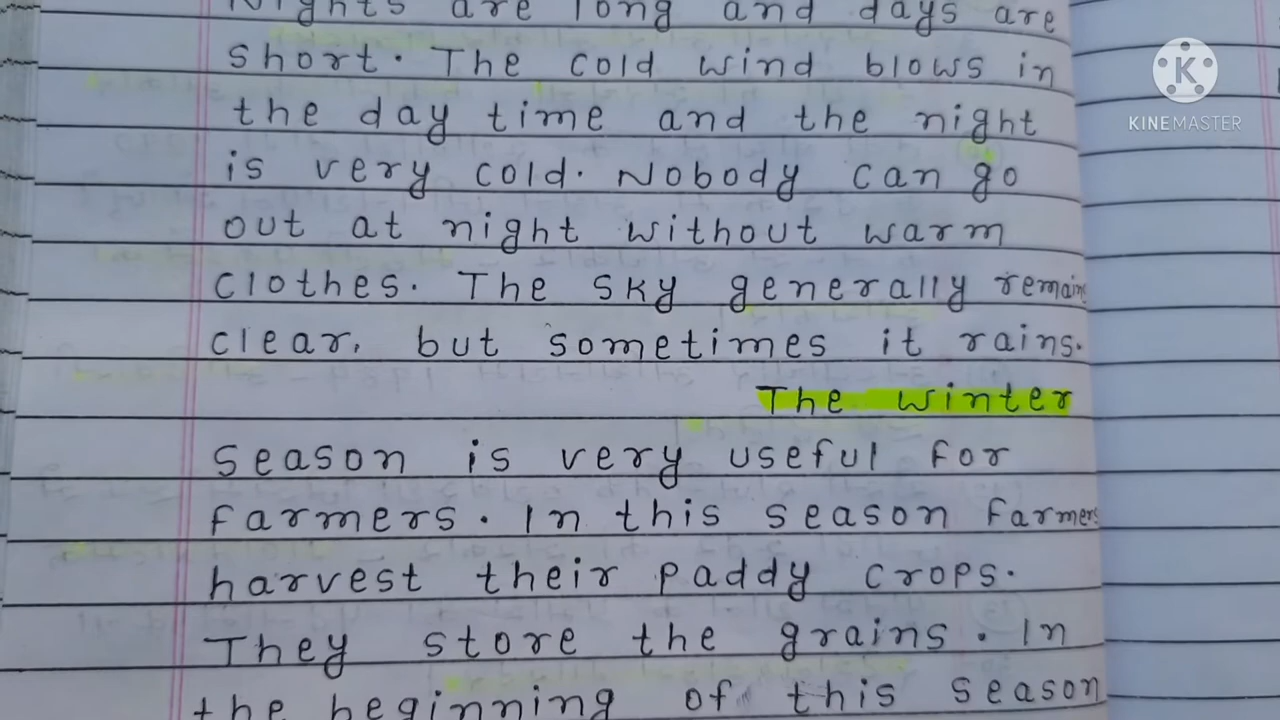 Nights are long and days are
short. The cold wind blows in
the day time and the night
is very cold. Nobody can go
out at night without warm
clothes. The sky generally remains
clear, but sometimes it rains.
The winter
season is very useful for
farmers. In this season farmers
harvest their paddy crops.
They store the grains. In
the beginning of this season
KINEMASTER